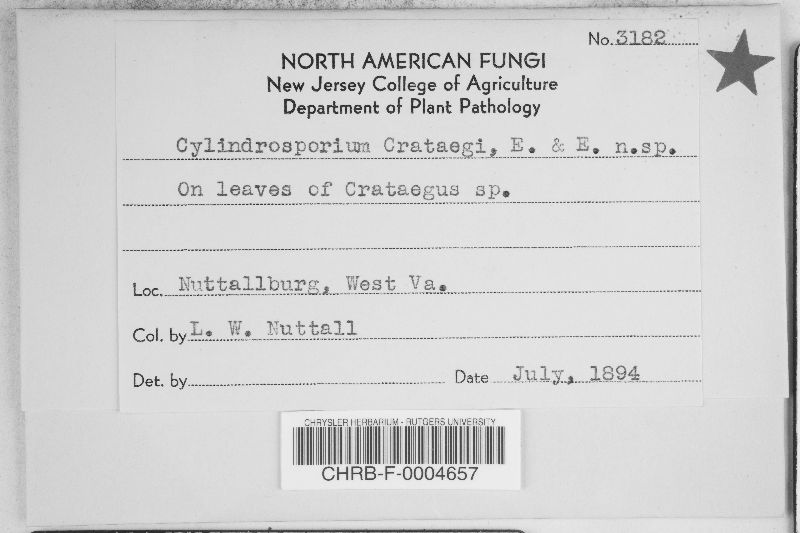 No. 3182
NORTH AMERICAN FUNGI
New Jersey College of Agriculture
Department of Plant Pathology
Cylindrosporium Crataegi, E. & E. n.sp.
On leaves of Crataegus sp.
Loc. Nuttallburg, West Va.
Col. by L. W. Nuttall
Det. by
Date July, 1894
CHRYSLER HERBARIUM - RUTGERS UNIVERSITY
CHRB-F-0004657